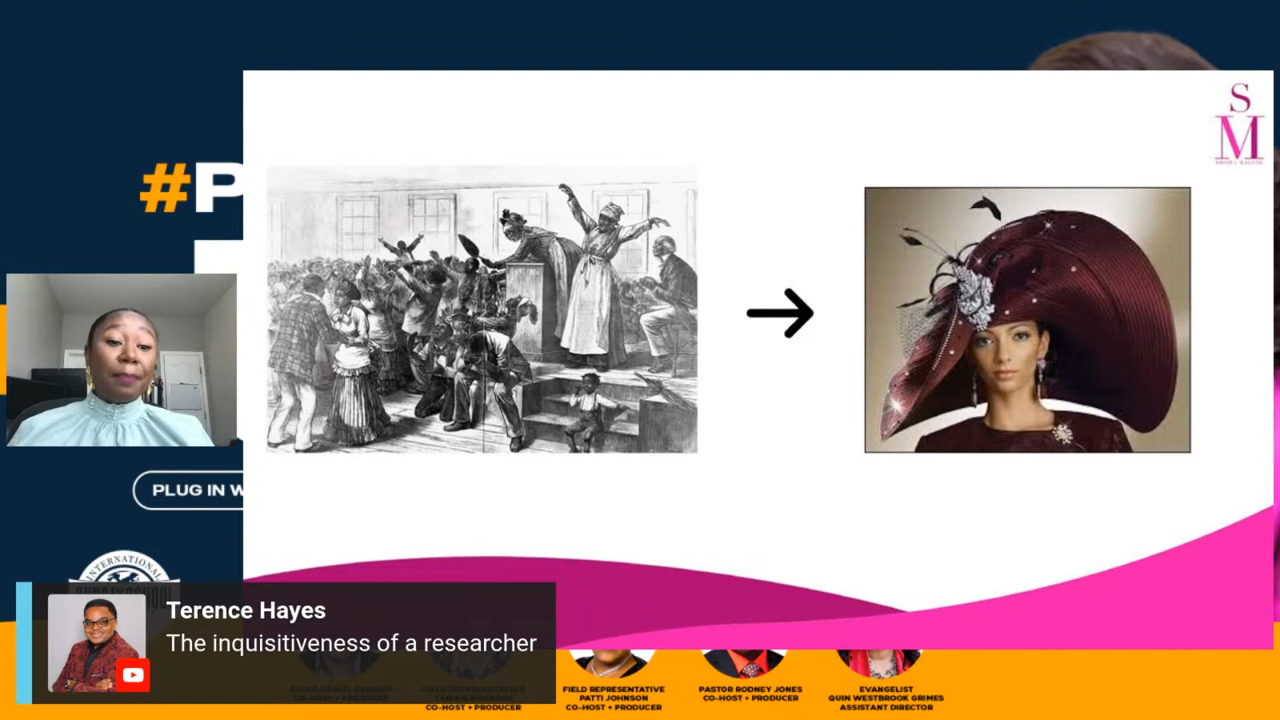 #P
S
M
PLUG IN W
INTERNATIONAL
Terence Hayes
The inquisitiveness of a researcher
FIELD REPRESENTATIVE
PATTI JOHNSON
CO-HOST + PRODUCER
PASTOR RODNEY JONES
CO-HOST + PRODUCER
EVANGELIST
QUIN WESTBROOK GRIMES
ASSISTANT DIRECTOR
CO-HOST + PRODUCER